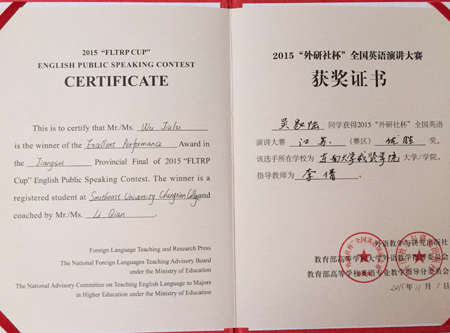 2015 "FLTRP CUP"
ENGLISH PUBLIC SPEAKING CONTEST
CERTIFICATE
This is to certify that Mr./Ms. Wu Jialu
is the winner of the Excellent Performance Award in
the Jiangsu Provincial Final of 2015 "FLTRP
Cup" English Public Speaking Contest. The winner is a
registered student at Southeast University Chengxian College and
coached by Mr./Ms. Li Qian.
Foreign Language Teaching and Research Press
The National Foreign Languages Teaching Advisory Board
under the Ministry of Education
The National Advisory Committee on Teaching English Language to Majors
in Higher Education under the Ministry of Education
2015 "外研社杯" 全国英语演讲大赛
获奖证书
吴 陆 同学获得2015 "外研社杯" 全国英语
演讲大赛 江苏 (赛区) 优胜 奖。
该选手所在学校为 东南大学成贤学院 大学/学院,
指导教师为 李倩 。
外语教学与研究出版社
教育部高等学校大学外语教学指导委员会
教育部高等学校英语专业教学指导分委员会
2015年11月1日